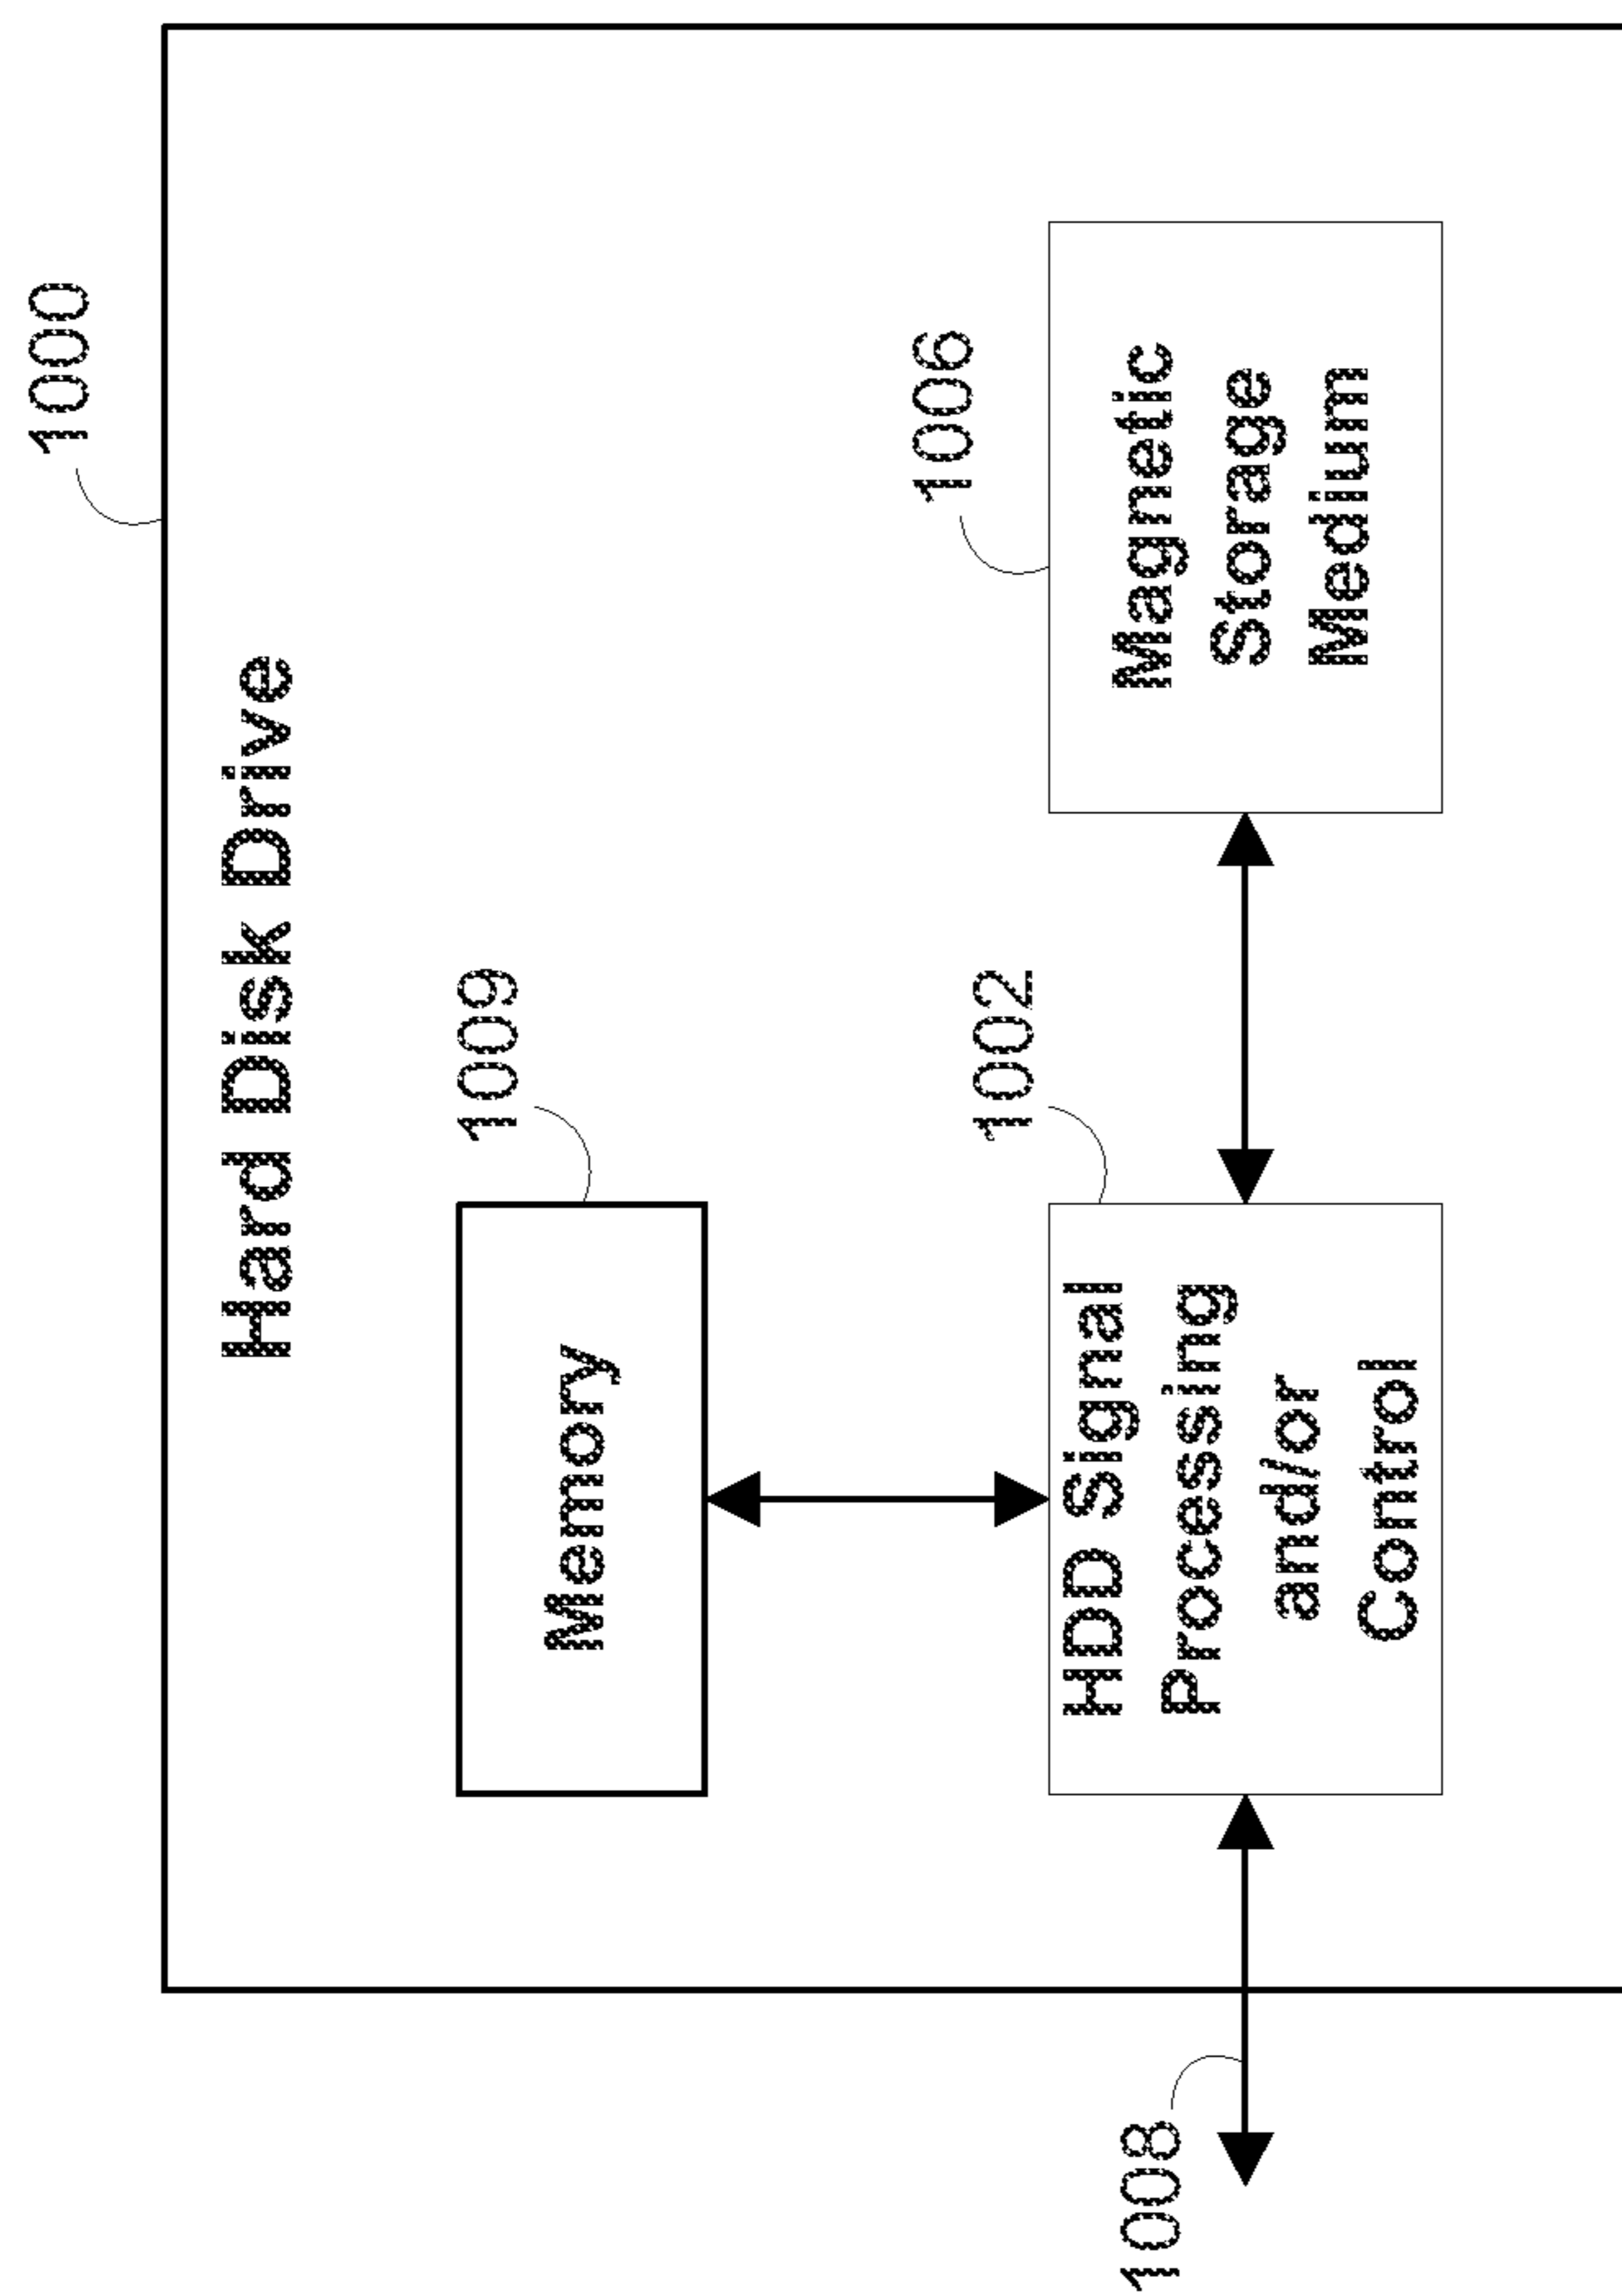 1000
Hard Disk Drive
1009
Memory
1006
Magnetic
Storage
Medium
1002
HDD Signal
Processing
and/or
Control
1008